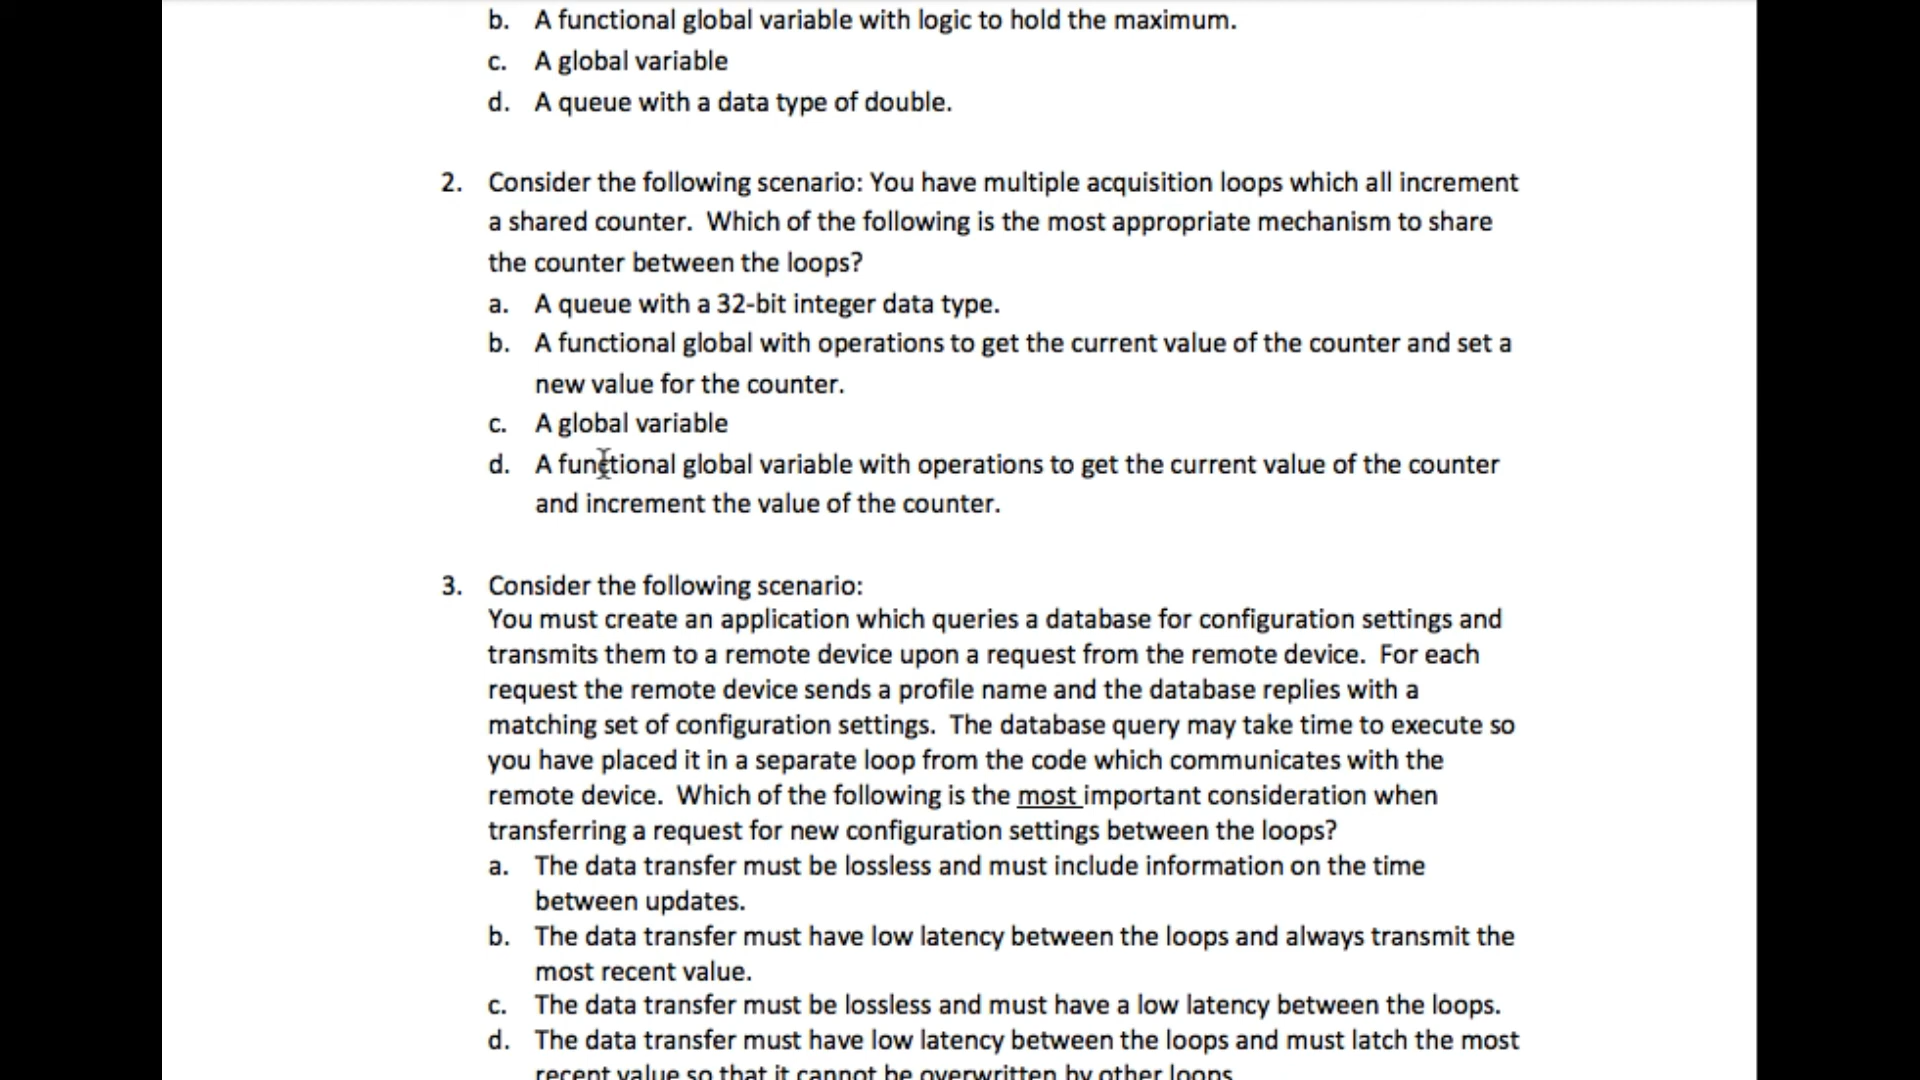 b. A functional global variable with logic to hold the maximum.
c. A global variable
d. A queue with a data type of double.
2. Consider the following scenario: You have multiple acquisition loops which all increment
a shared counter. Which of the following is the most appropriate mechanism to share
the counter between the loops?
a. A queue with a 32-bit integer data type.
b. A functional global with operations to get the current value of the counter and set a
new value for the counter.
c. A global variable
d. A functional global variable with operations to get the current value of the counter
and increment the value of the counter.
3. Consider the following scenario:
You must create an application which queries a database for configuration settings and
transmits them to a remote device upon a request from the remote device. For each
request the remote device sends a profile name and the database replies with a
matching set of configuration settings. The database query may take time to execute so
you have placed it in a separate loop from the code which communicates with the
remote device. Which of the following is the most important consideration when
transferring a request for new configuration settings between the loops?
a. The data transfer must be lossless and must include information on the time
between updates.
b. The data transfer must have low latency between the loops and always transmit the
most recent value.
c. The data transfer must be lossless and must have a low latency between the loops.
d. The data transfer must have low latency between the loops and must latch the most
recent value so that it cannot be overwritten by other loops